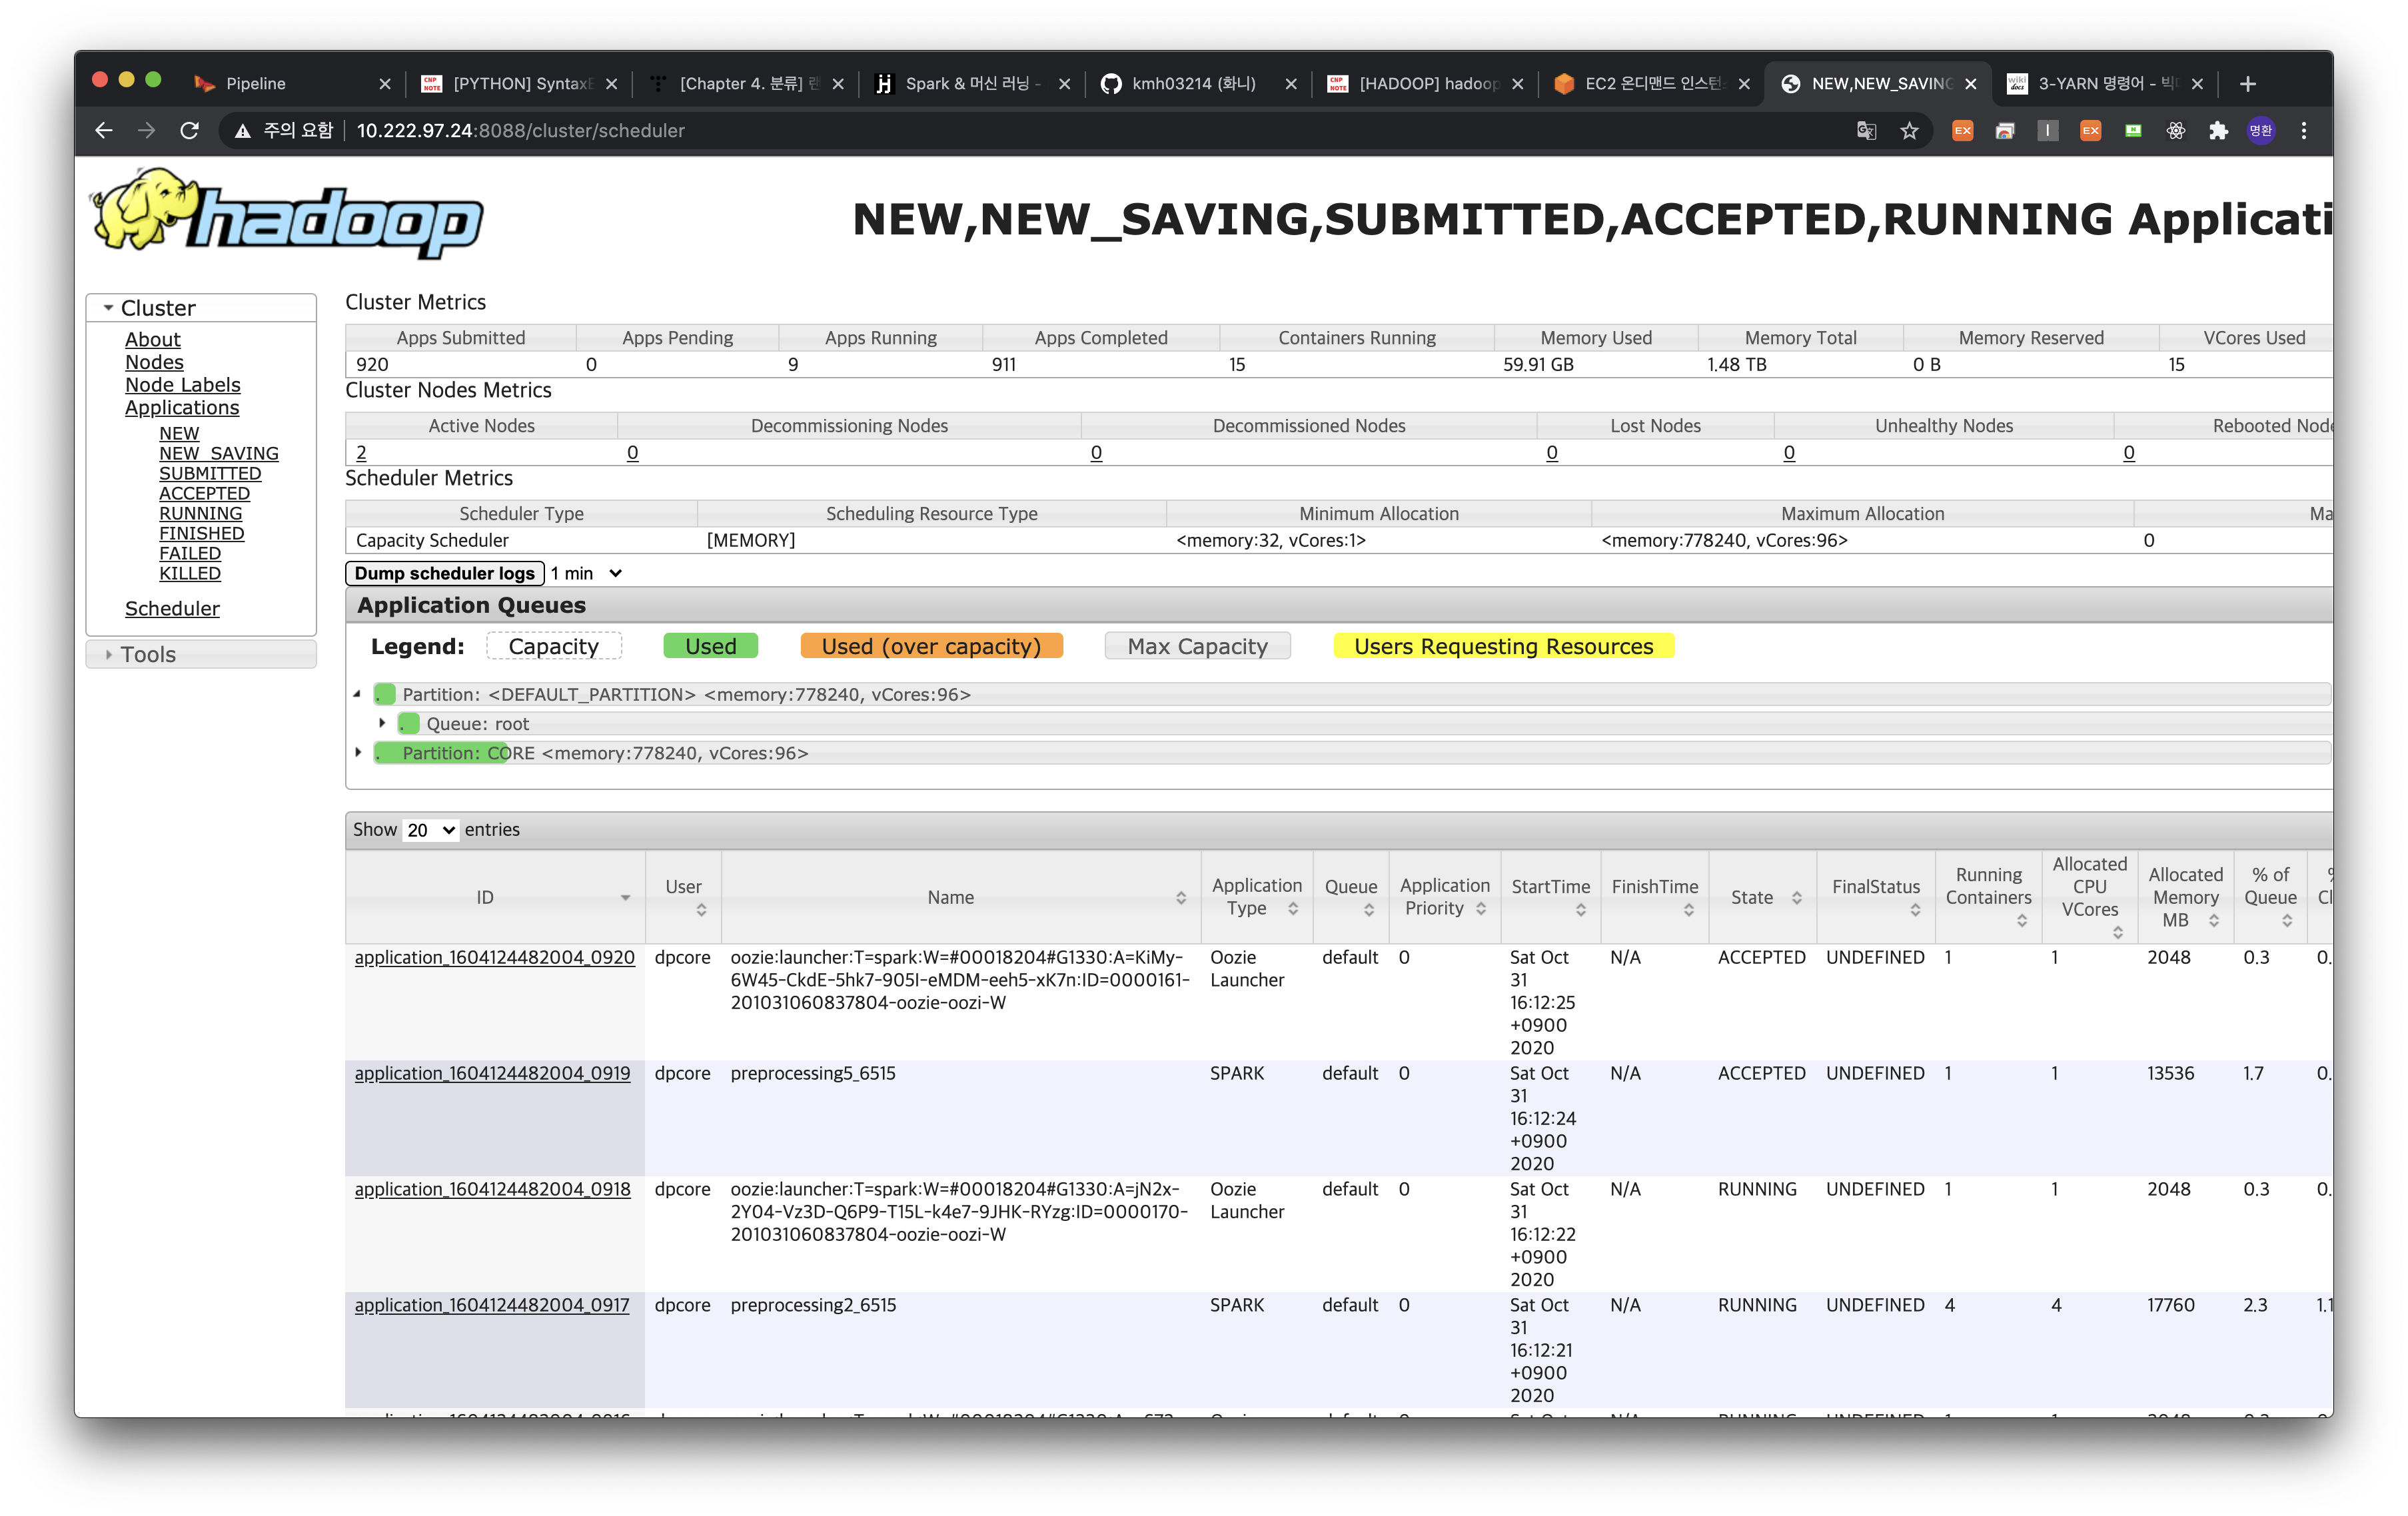 Pipeline
[PYTHON] SyntaxE
[Chapter 4. 분류]
Spark & 머신 러닝 -
kmh03214 (화니)
[HADOOP] hadoop
EC2 온디맨드 인스턴스
NEW,NEW_SAVING
3-YARN 명령어 - 빅
주의 요함
10.222.97.24:8088/cluster/scheduler
명환
hadoop
NEW,NEW_SAVING,SUBMITTED,ACCEPTED,RUNNING Applicati
Cluster
About
Nodes
Node Labels
Applications
NEW
NEW_SAVING
SUBMITTED
ACCEPTED
RUNNING
FINISHED
FAILED
KILLED
Scheduler
Tools
Cluster Metrics
Apps Submitted Apps Pending Apps Running Apps Completed Containers Running Memory Used Memory Total Memory Reserved VCores Used
920 0 9 911 15 59.91 GB 1.48 TB 0 B 15
Cluster Nodes Metrics
Active Nodes Decommissioning Nodes Decommissioned Nodes Lost Nodes Unhealthy Nodes Rebooted Node
2 0 0 0 0 0
Scheduler Metrics
Scheduler Type Scheduling Resource Type Minimum Allocation Maximum Allocation Ma
Capacity Scheduler [MEMORY] <memory:32, vCores:1> <memory:778240, vCores:96> 0
Dump scheduler logs 1 min
Application Queues
Legend: Capacity Used Used (over capacity) Max Capacity Users Requesting Resources
Partition: <DEFAULT_PARTITION> <memory:778240, vCores:96>
Queue: root
Partition: CORE <memory:778240, vCores:96>
Show 20 entries
ID User Name Application Type Queue Application Priority StartTime FinishTime State FinalStatus Running Containers Allocated CPU VCores Allocated Memory MB % of Queue
application_1604124482004_0920 dpcore oozie:launcher:T=spark:W=#00018204#G1330:A=KiMy- Oozie default 0 Sat Oct N/A ACCEPTED UNDEFINED 1 1 2048 0.3 0.
6W45-CkdE-5hk7-905I-eMDM-eeh5-xK7n:ID=0000161- Launcher 31
201031060837804-oozie-oozi-W 16:12:25
+0900
2020
application_1604124482004_0919 dpcore preprocessing5_6515 SPARK default 0 Sat Oct N/A ACCEPTED UNDEFINED 1 1 13536 1.7 0.
31
16:12:24
+0900
2020
application_1604124482004_0918 dpcore oozie:launcher:T=spark:W=#00018204#G1330:A=jN2x- Oozie default 0 Sat Oct N/A RUNNING UNDEFINED 1 1 2048 0.3 0.
2Y04-Vz3D-Q6P9-T15L-k4e7-9JHK-RYzg:ID=0000170- Launcher 31
201031060837804-oozie-oozi-W 16:12:22
+0900
2020
application_1604124482004_0917 dpcore preprocessing2_6515 SPARK default 0 Sat Oct N/A RUNNING UNDEFINED 4 4 17760 2.3 1.1
31
16:12:21
+0900
2020